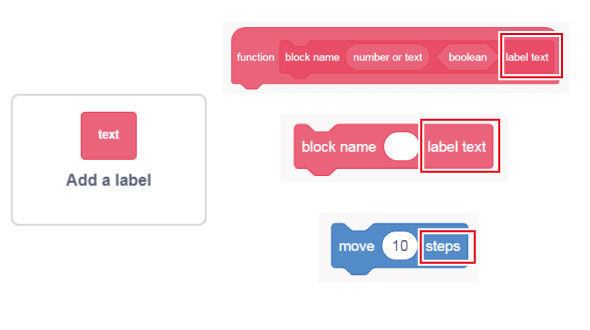 function block name number or text boolean label text
text
Add a label
block name label text
move 10 steps